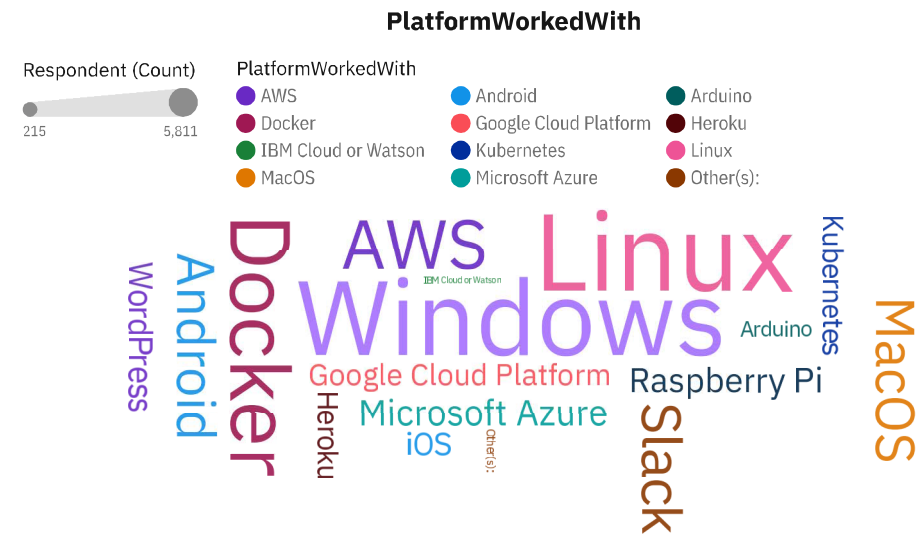 PlatformWorkedWith
Respondent (Count)
215 5,811
PlatformWorkedWith
AWS Android Arduino
Docker Google Cloud Platform Heroku
IBM Cloud or Watson Kubernetes Linux
MacOS Microsoft Azure Other(s):
WordPress
Android
Docker
AWS
IBM Cloud or Watson
Linux
Windows
Kubernetes
Arduino
MacOS
Google Cloud Platform
Raspberry Pi
Heroku
Microsoft Azure
iOS
Other(s):
Slack